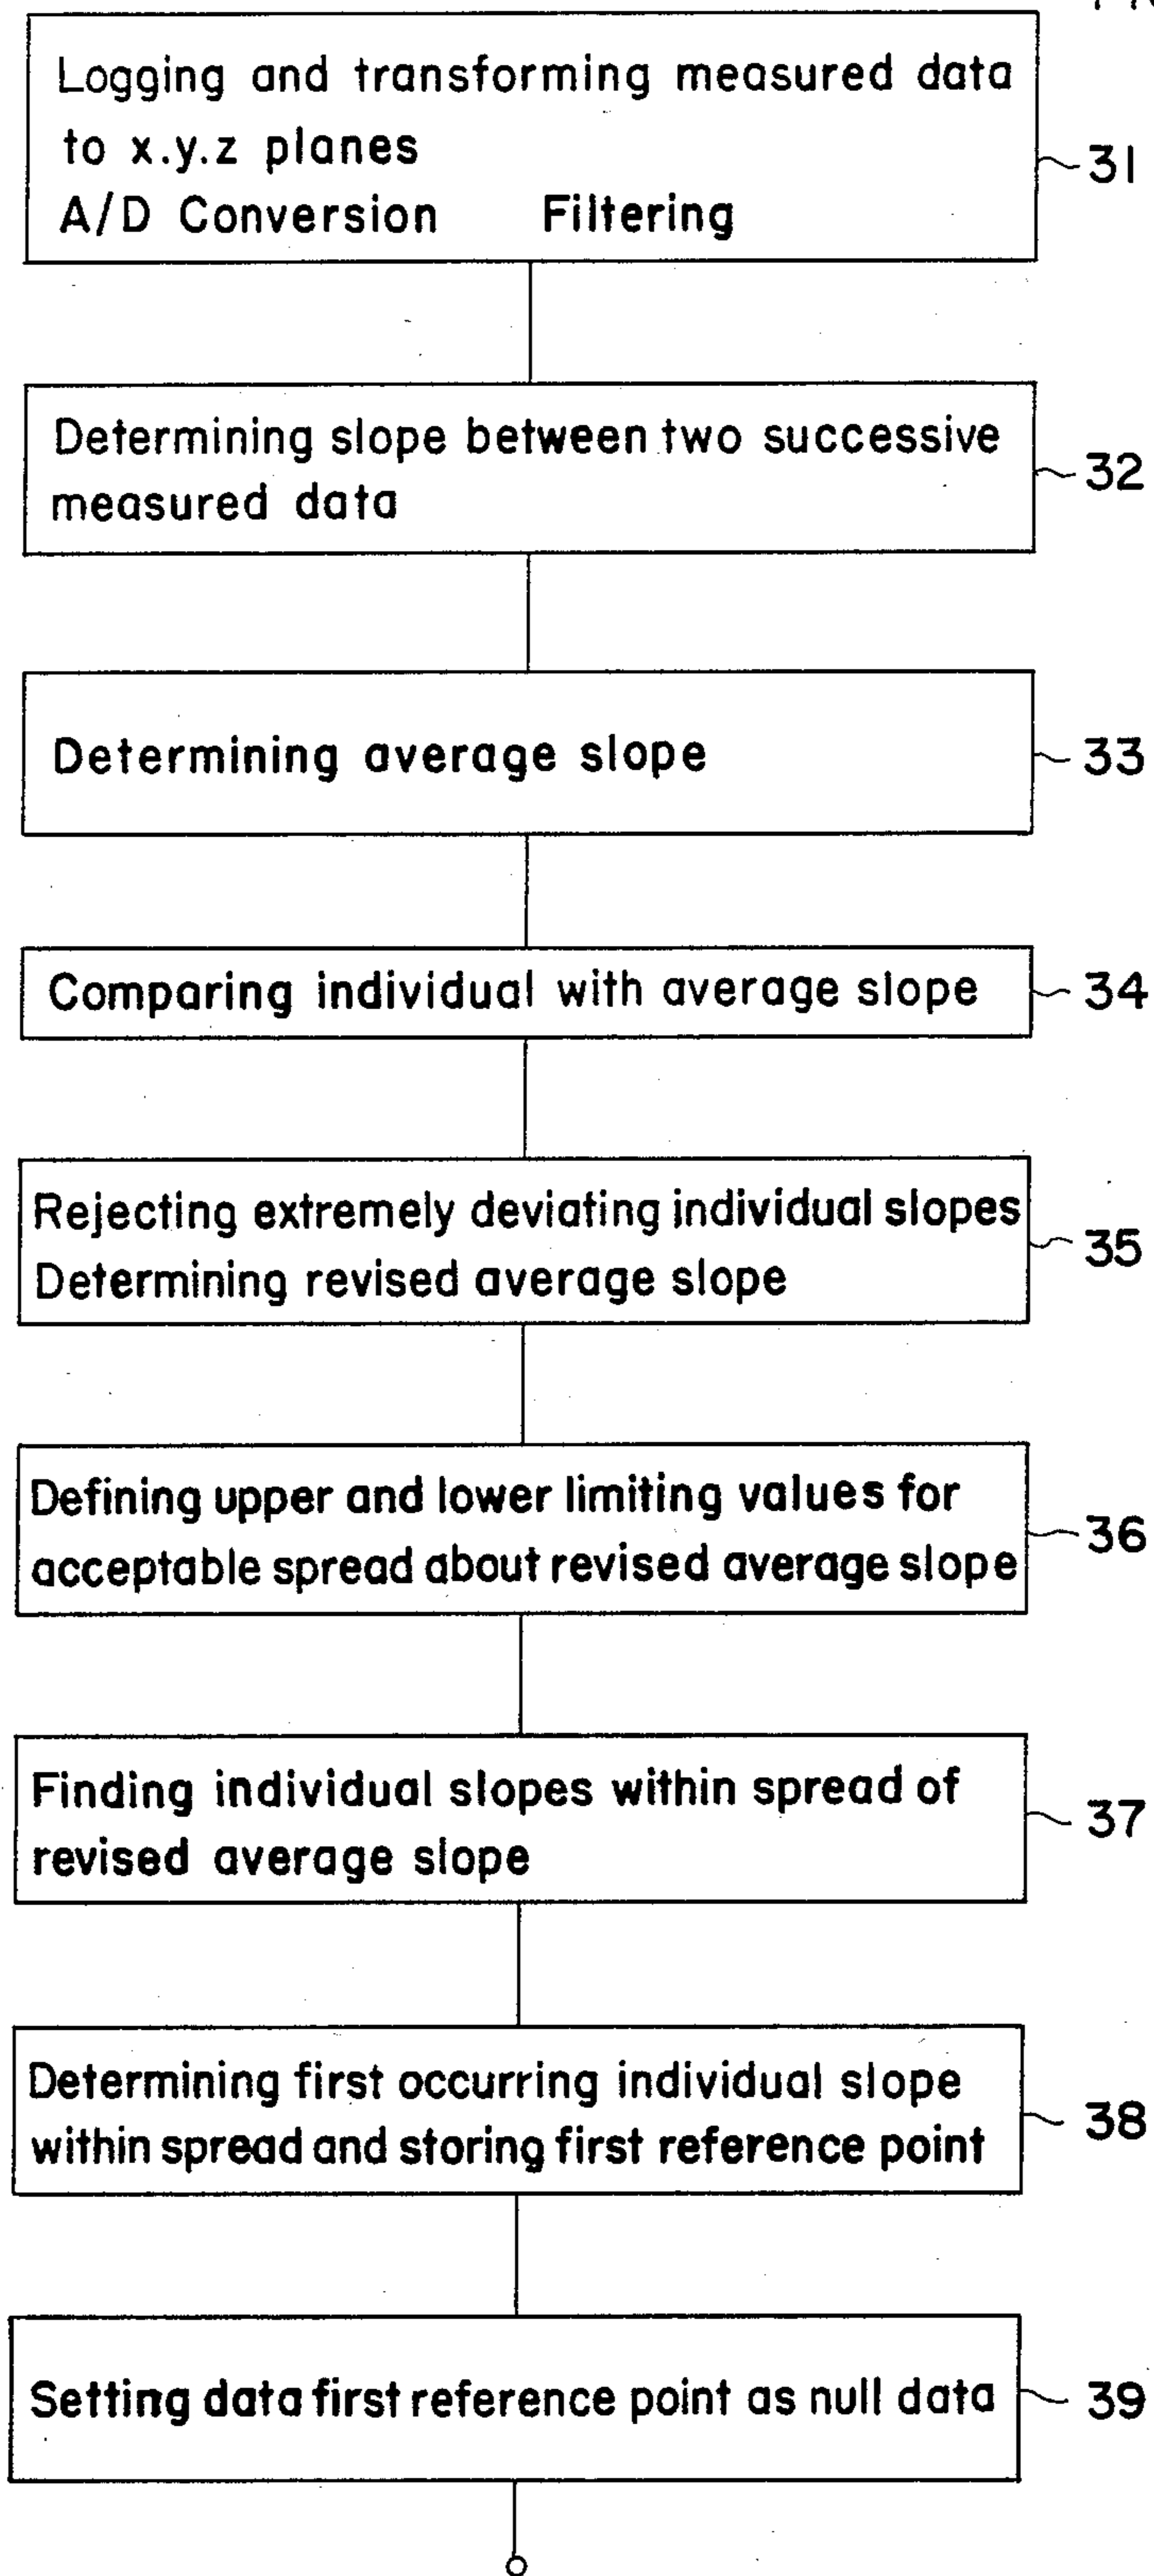 Logging and transforming measured data
to x.y.z planes
A/D Conversion Filtering
31
Determining slope between two successive
measured data
32
Determining average slope
33
Comparing individual with average slope
34
Rejecting extremely deviating individual slopes
Determining revised average slope
35
Defining upper and lower limiting values for
acceptable spread about revised average slope
36
Finding individual slopes within spread of
revised average slope
37
Determining first occurring individual slope
within spread and storing first reference point
38
Setting data first reference point as null data
39